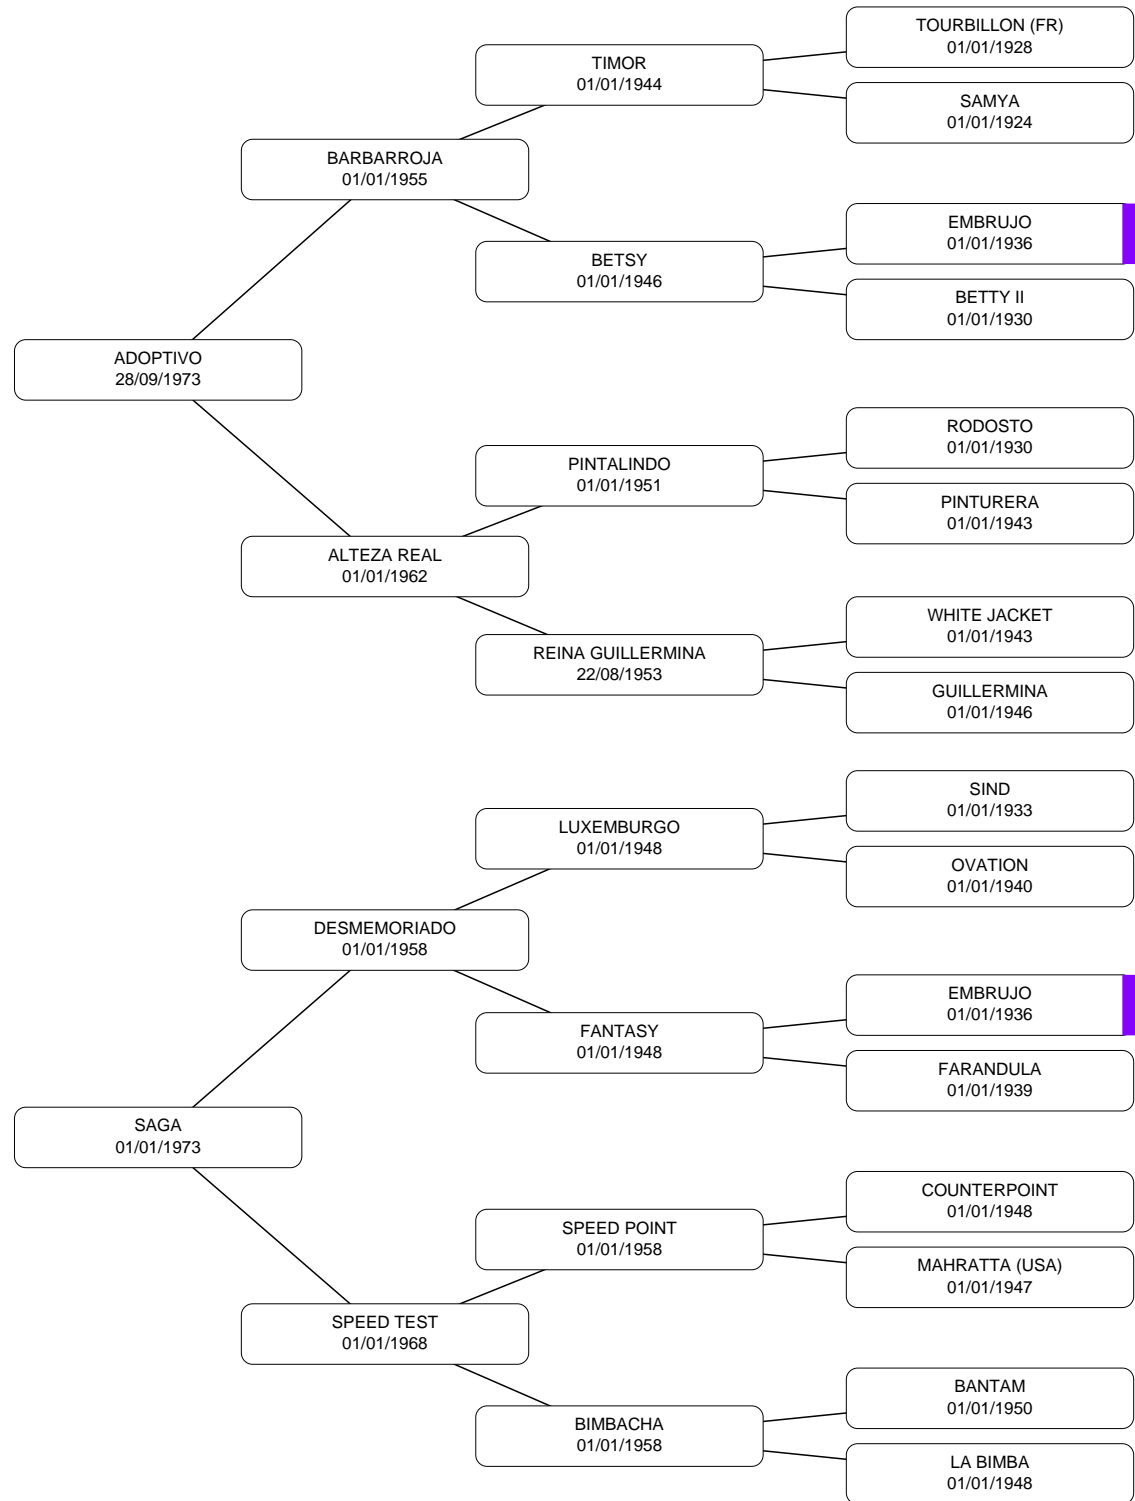 TOURBILLON (FR)
01/01/1928
TIMOR
01/01/1944
SAMYA
01/01/1924
BARBARROJA
01/01/1955
EMBRUJO
01/01/1936
BETSY
01/01/1946
BETTY II
01/01/1930
ADOPTIVO
28/09/1973
RODOSTO
01/01/1930
PINTALINDO
01/01/1951
PINTURERA
01/01/1943
ALTEZA REAL
01/01/1962
WHITE JACKET
01/01/1943
REINA GUILLERMINA
22/08/1953
GUILLERMINA
01/01/1946
SIND
01/01/1933
LUXEMBURGO
01/01/1948
OVATION
01/01/1940
DESMEMORIADO
01/01/1958
EMBRUJO
01/01/1936
FANTASY
01/01/1948
FARANDULA
01/01/1939
SAGA
01/01/1973
COUNTERPOINT
01/01/1948
SPEED POINT
01/01/1958
MAHRATTA (USA)
01/01/1947
SPEED TEST
01/01/1968
BANTAM
01/01/1950
BIMBACHA
01/01/1958
LA BIMBA
01/01/1948